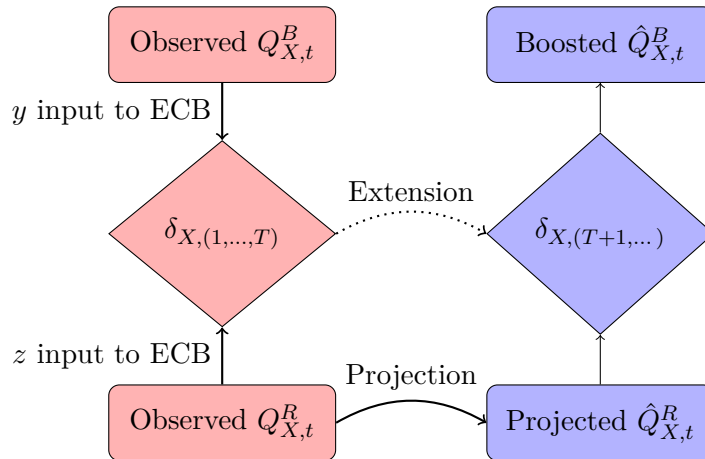 Observed $Q^B_{X,t}$
Boosted $\hat{Q}^B_{X,t}$
y input to ECB
Extension
$\delta_{X,(1,\ldots,T)}$
$\delta_{X,(T+1,\cdots)}$
z input to ECB
Projection
Observed $Q^R_{X,t}$
Projected $\hat{Q}^R_{X,t}$